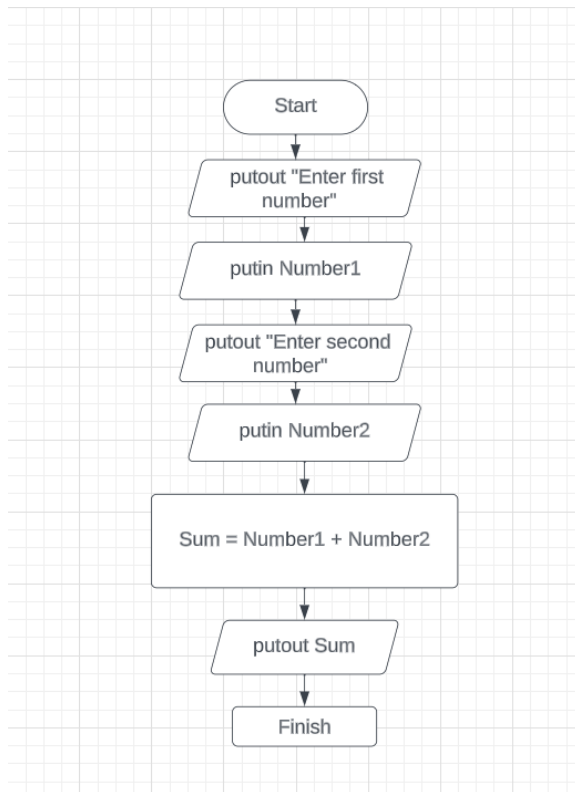 Start
putout "Enter first
number"
putin Number1
putout "Enter second
number"
putin Number2
Sum = Number1 + Number2
putout Sum
Finish